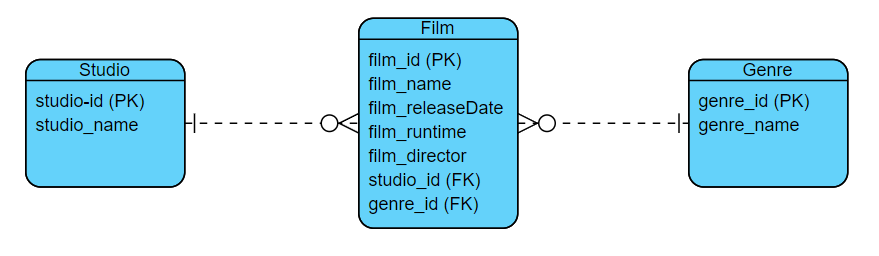 Studio
studio-id (PK)
studio_name
Film
film_id (PK)
film_name
film_releaseDate
film_runtime
film_director
studio_id (FK)
genre_id (FK)
Genre
genre_id (PK)
genre_name